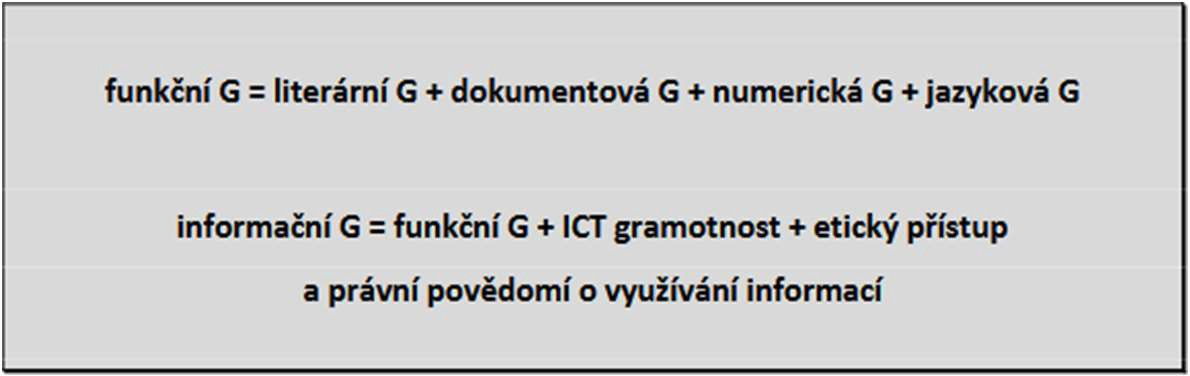 funkční G = literární G + dokumentová G + numerická G + jazyková G
informační G = funkční G + ICT gramotnost + etický přístup
a právní povědomí o využívání informací